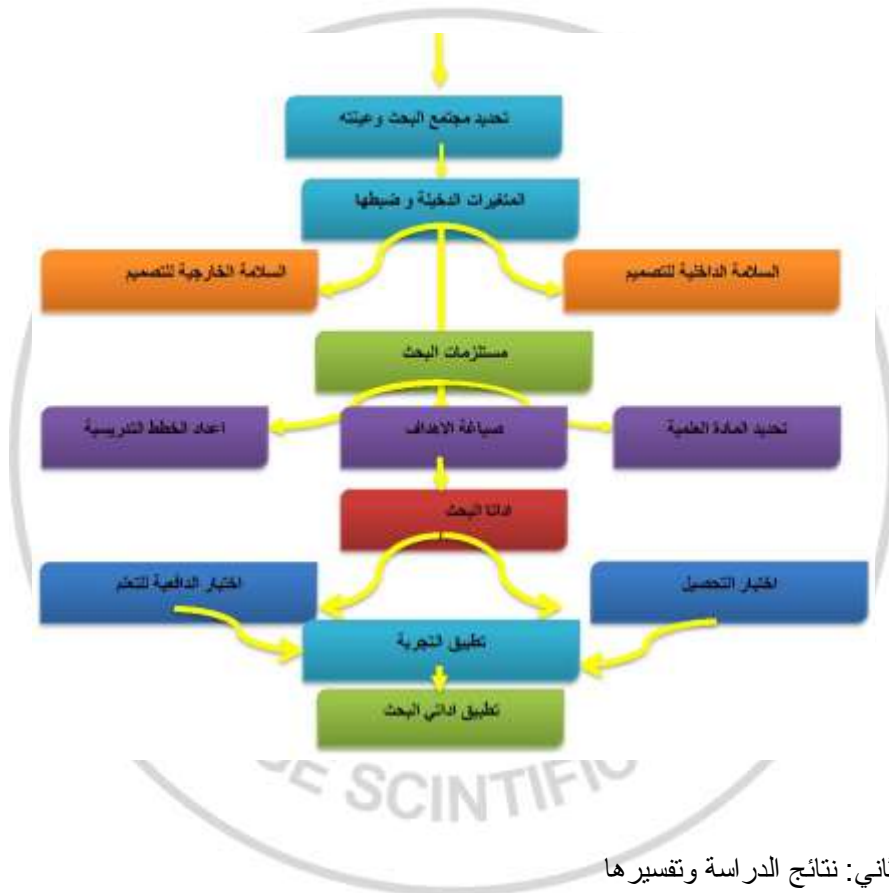 تحديد مجتمع البحث وعينته
المتغيرات الدخيلة و ضبطها
السلامة الداخلية للتصميم
السلامة الخارجية للتصميم
مستلزمات البحث
تحديد المادة العلمية
صياغة الاهداف
اعداد الخطط التدريسية
اداتا البحث
اختبار التحصيل
اختبار الدافعية للتعلم
تطبيق التجربة
تطبيق اداتي البحث
SCINTIFIC
اني: نتائج الدراسة وتفسيرها